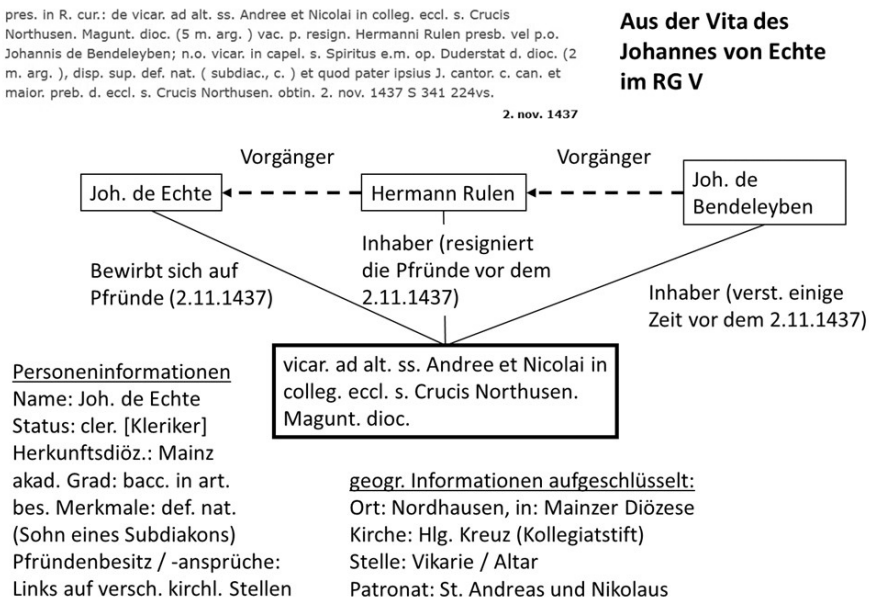 pres. in R. cur.: de vicar. ad alt. ss. Andree et Nicolai in colleg. eccl. s. Crucis
Northusen. Magunt. dioc. (5 m. arg. ) vac. p. resign. Hermanni Rulen presb. vel p.o.
Johannis de Bendeleyben; n.o. vicar. in capel. s. Spiritus e.m. op. Duderstat d. dioc. (2
m. arg. ), disp. sup. def. nat. ( subdiac., c. ) et quod pater ipsius J. cantor. c. can. et
maior. preb. d. eccl. s. Crucis Northusen. obtin. 2. nov. 1437 S 341 224vs.
2. nov. 1437
Aus der Vita des
Johannes von Echte
im RG V
Vorgänger
Vorgänger
Joh. de Echte
Hermann Rulen
Joh. de
Bendeleyben
Bewirbt sich auf
Pfründe (2.11.1437)
Inhaber (resigniert
die Pfründe vor dem
2.11.1437)
Inhaber (verst. einige
Zeit vor dem 2.11.1437)
vicar. ad alt. ss. Andree et Nicolai in
colleg. eccl. s. Crucis Northusen.
Magunt. dioc.
Personeninformationen
Name: Joh. de Echte
Status: cler. [Kleriker]
Herkunftsdiöz.: Mainz
akad. Grad: bacc. in art.
bes. Merkmale: def. nat.
(Sohn eines Subdiakons)
Pfründenbesitz / -ansprüche:
Links auf versch. kirchl. Stellen
geogr. Informationen aufgeschlüsselt:
Ort: Nordhausen, in: Mainzer Diözese
Kirche: Hlg. Kreuz (Kollegiatstift)
Stelle: Vikarie / Altar
Patronat: St. Andreas und Nikolaus